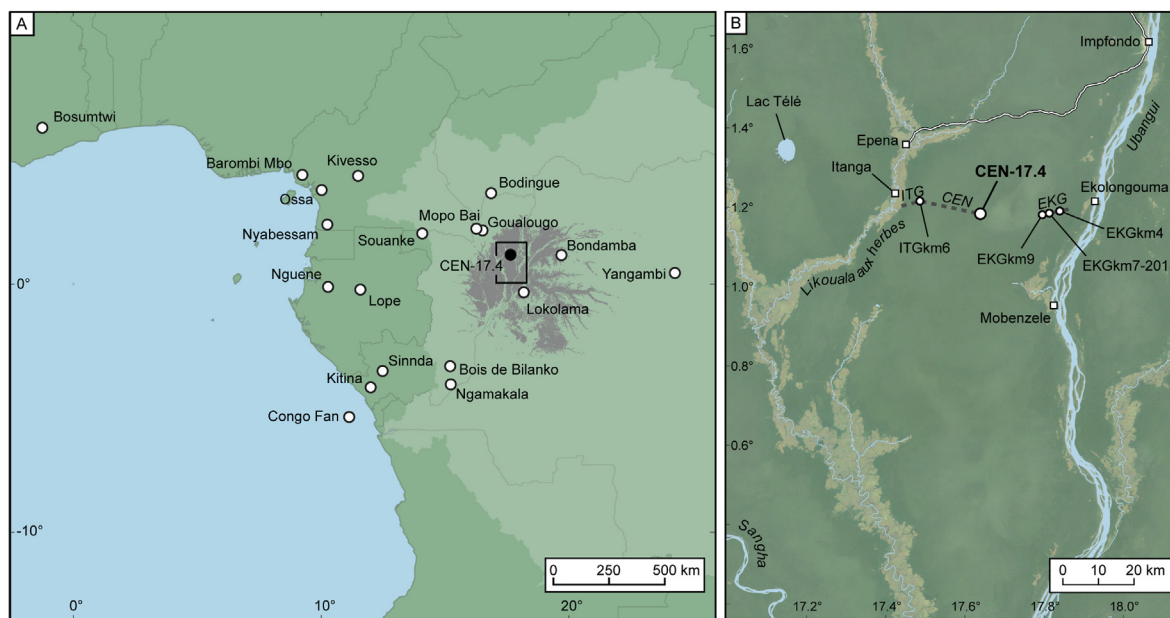 A
Bosumtwi
Barombi Mbo
Kivesso
Bodingue
Ossa
Mopo Bai
Goualougo
Nyabessam
Souanke
Bondamba
CEN-17.4
Yangambi
0°
Nguene
Lope
Lokolama
Sinnda
Bois de Bilanko
Kitina
Ngamakala
Congo Fan
-10°
0 250 500 km
0° 10° 20°
B
1.6°
Impfondo
Lac Télé
1.4°
Epena
Ubangui
Itanga
CEN-17.4
Ekolongouma
1.2°
ITG
CEN
EKG
EKGkm4
ITGkm6
EKGkm9
EKGkm7-201
Likouala aux herbes
1.0°
Mobenzele
0.8°
0.6°
Sangha
0 10 20 km
17.2° 17.4° 17.6° 17.8° 18.0°